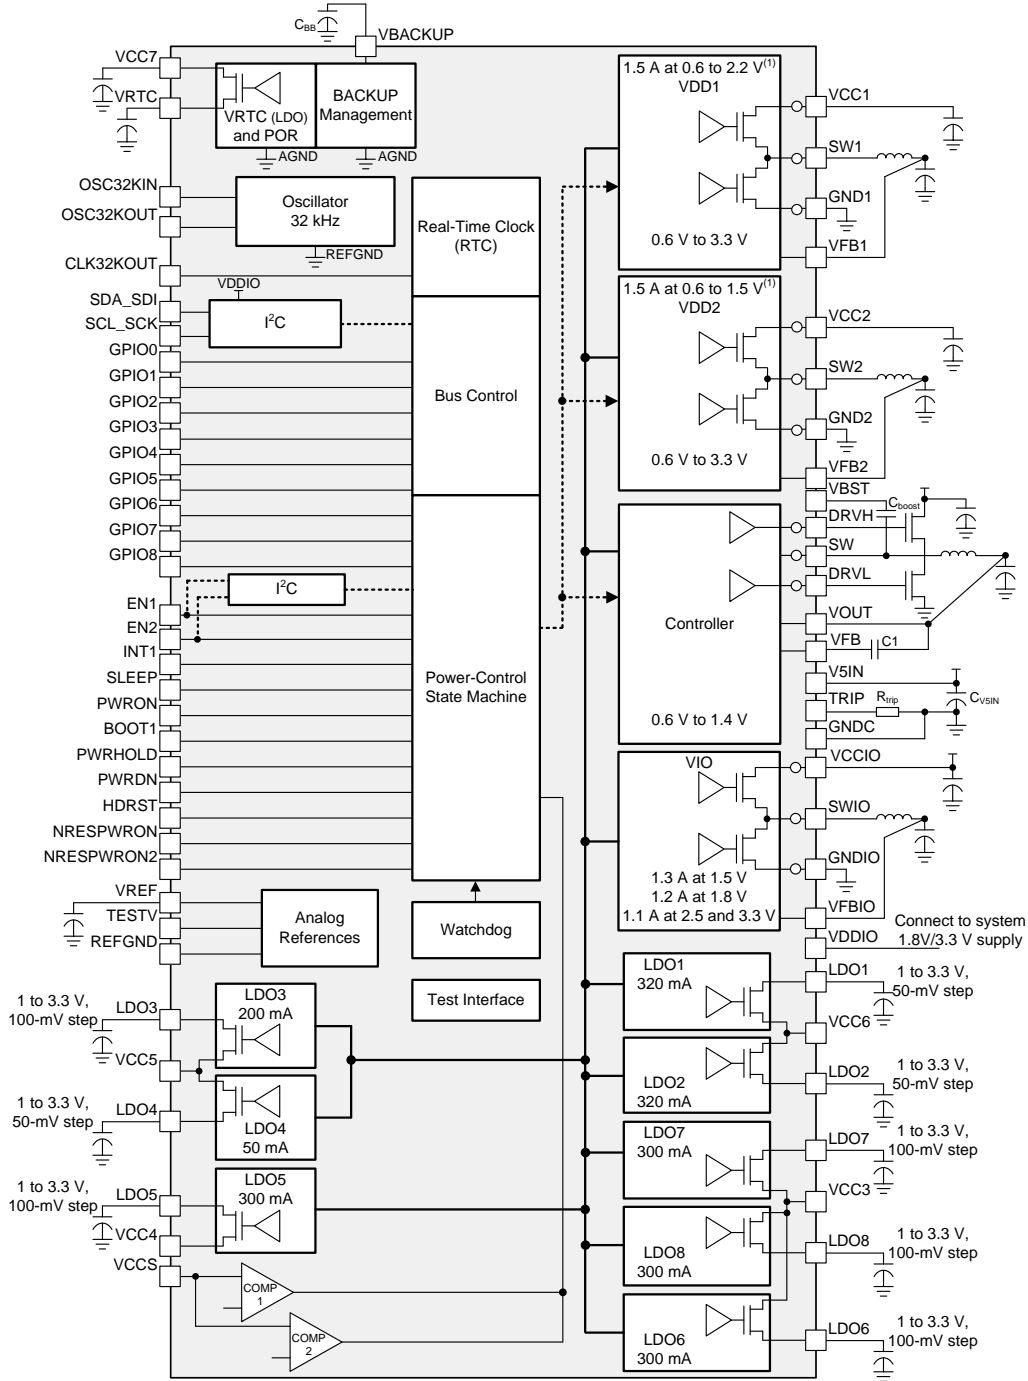 C_BB
VBACKUP
VCC7
VRTC
VRTC (LDO)
and POR
BACKUP
Management
AGND
AGND
OSC32KIN
OSC32KOUT
Oscillator
32 kHz
REFGND
CLK32KOUT
Real-Time Clock
(RTC)
VDDIO
SDA_SDI
SCL_SCK
I²C
GPIO0
GPIO1
GPIO2
GPIO3
GPIO4
GPIO5
GPIO6
GPIO7
GPIO8
Bus Control
I²C
EN1
EN2
INT1
SLEEP
PWRON
BOOT1
PWRHOLD
PWRDN
HDRST
NRESPWRON
NRESPWRON2
Power-Control
State Machine
VREF
TESTV
REFGND
Analog
References
Watchdog
Test Interface
1 to 3.3 V,
100-mV step
LDO3
LDO3
200 mA
VCC5
1 to 3.3 V,
50-mV step
LDO4
LDO4
50 mA
1 to 3.3 V,
100-mV step
LDO5
LDO5
300 mA
VCC4
VCCS
COMP
1
COMP
2
1.5 A at 0.6 to 2.2 V(1)
VDD1
0.6 V to 3.3 V
VCC1
SW1
GND1
VFB1
1.5 A at 0.6 to 1.5 V(1)
VDD2
0.6 V to 3.3 V
VCC2
SW2
GND2
VFB2
VBST
C_boost
DRVH
SW
DRVL
Controller
0.6 V to 1.4 V
VOUT
VFB
C1
V5IN
TRIP
R_trip
C_V5IN
GNDC
VIO
1.3 A at 1.5 V
1.2 A at 1.8 V
1.1 A at 2.5 and 3.3 V
VCCIO
SWIO
GNDIO
VFBIO
VDDIO
Connect to system
1.8V/3.3 V supply
LDO1
320 mA
LDO1
1 to 3.3 V,
50-mV step
VCC6
LDO2
320 mA
LDO2
1 to 3.3 V,
50-mV step
LDO7
300 mA
LDO7
1 to 3.3 V,
100-mV step
VCC3
LDO8
300 mA
LDO8
1 to 3.3 V,
100-mV step
LDO6
300 mA
LDO6
1 to 3.3 V,
100-mV step